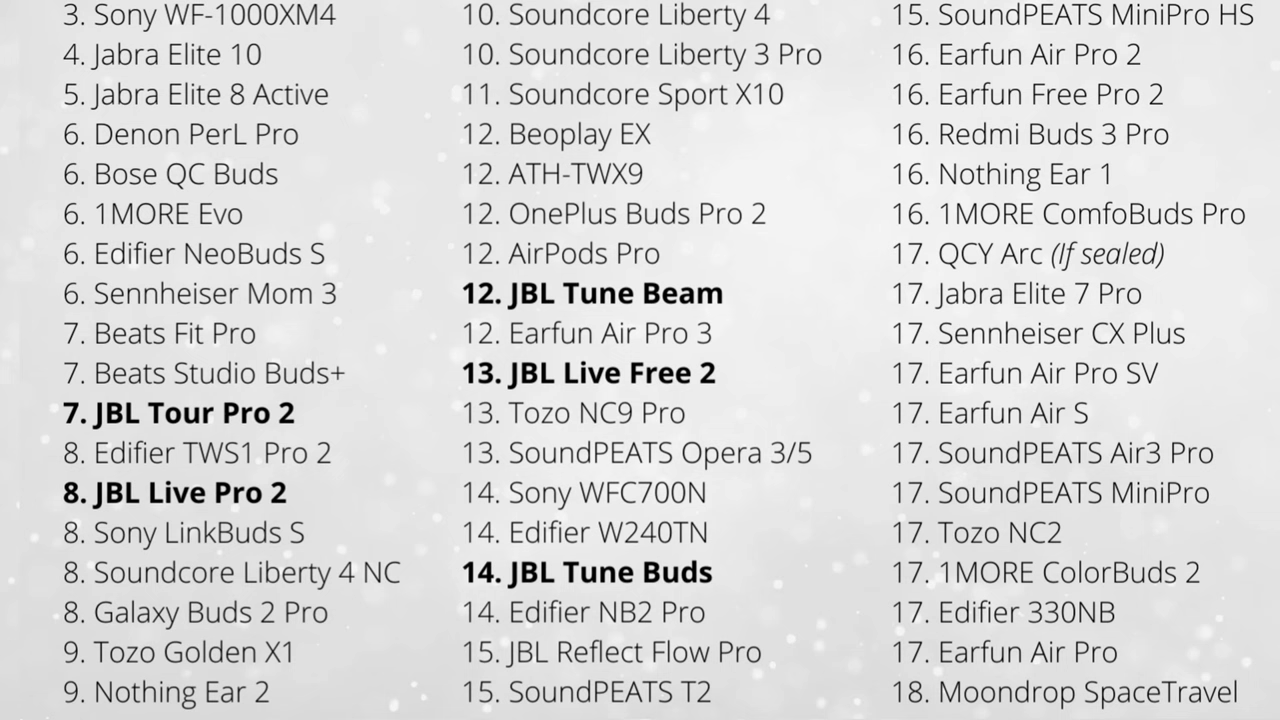 3. Sony WF-1000XM4
4. Jabra Elite 10
5. Jabra Elite 8 Active
6. Denon PerL Pro
6. Bose QC Buds
6. 1MORE Evo
6. Edifier NeoBuds S
6. Sennheiser Mom 3
7. Beats Fit Pro
7. Beats Studio Buds+
7. JBL Tour Pro 2
8. Edifier TWS1 Pro 2
8. JBL Live Pro 2
8. Sony LinkBuds S
8. Soundcore Liberty 4 NC
8. Galaxy Buds 2 Pro
9. Tozo Golden X1
9. Nothing Ear 2
10. Soundcore Liberty 4
10. Soundcore Liberty 3 Pro
11. Soundcore Sport X10
12. Beoplay EX
12. ATH-TWX9
12. OnePlus Buds Pro 2
12. AirPods Pro
12. JBL Tune Beam
12. Earfun Air Pro 3
13. JBL Live Free 2
13. Tozo NC9 Pro
13. SoundPEATS Opera 3/5
14. Sony WFC700N
14. Edifier W240TN
14. JBL Tune Buds
14. Edifier NB2 Pro
15. JBL Reflect Flow Pro
15. SoundPEATS T2
15. SoundPEATS MiniPro HS
16. Earfun Air Pro 2
16. Earfun Free Pro 2
16. Redmi Buds 3 Pro
16. Nothing Ear 1
16. 1MORE ComfoBuds Pro
17. QCY Arc (If sealed)
17. Jabra Elite 7 Pro
17. Sennheiser CX Plus
17. Earfun Air Pro SV
17. Earfun Air S
17. SoundPEATS Air3 Pro
17. SoundPEATS MiniPro
17. Tozo NC2
17. 1MORE ColorBuds 2
17. Edifier 330NB
17. Earfun Air Pro
18. Moondrop SpaceTravel